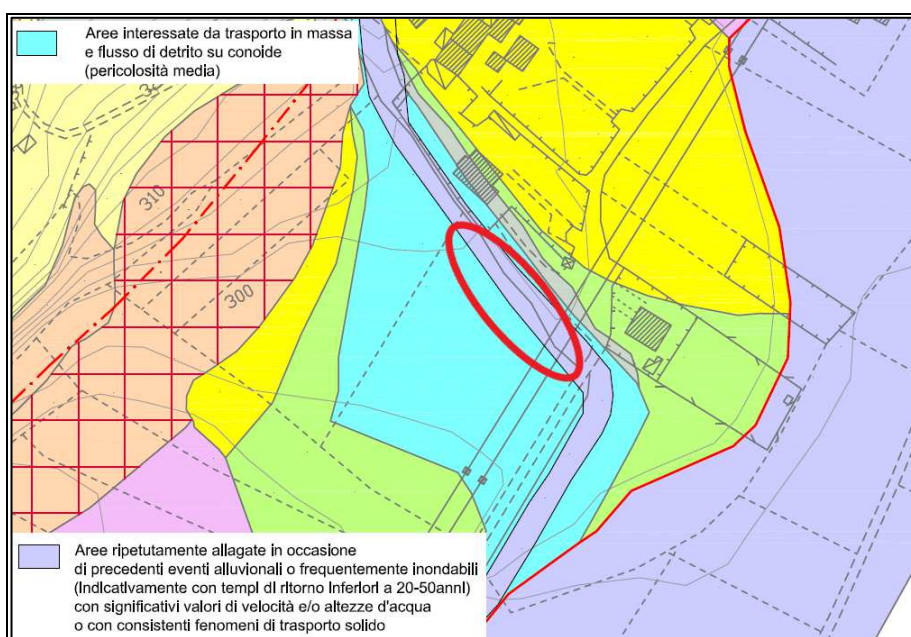 Aree interessate da trasporto in massa
e flusso di detrito su conoide
(pericolosità media)
310
300
Aree ripetutamente allagate in occasione
di precedenti eventi alluvionali o frequentemente inondabili
(indicativamente con tempi di ritorno inferiori a 20-50anni)
con significativi valori di velocità e/o altezze d'acqua
o con consistenti fenomeni di trasporto solido